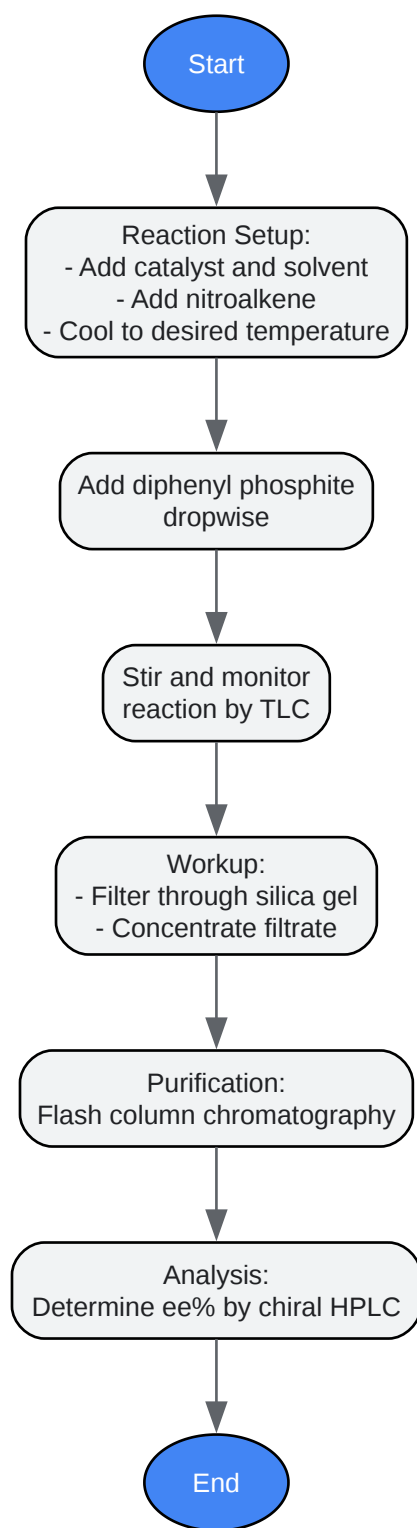 Start
Reaction Setup:
- Add catalyst and solvent
- Add nitroalkene
- Cool to desired temperature
Add diphenyl phosphite
dropwise
Stir and monitor
reaction by TLC
Workup:
- Filter through silica gel
- Concentrate filtrate
Purification:
Flash column chromatography
Analysis:
Determine ee% by chiral HPLC
End